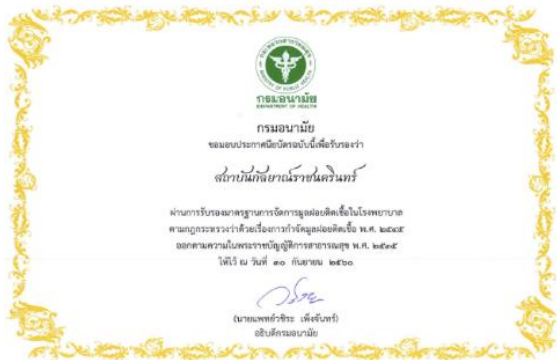 กรมอนามัย
DEPARTMENT OF HEALTH
กรมอนามัย
ขอมอบประกาศนียบัตรฉบับนี้เพื่อรับรองว่า
สถาบันกัลยาณ์ราชนครินทร์
ผ่านการรับรองมาตรฐานการจัดการมูลฝอยติดเชื้อในโรงพยาบาล
ตามกฎกระทรวงว่าด้วยเรื่องการกำจัดมูลฝอยติดเชื้อ พ.ศ. ๒๕๔๕
ออกตามความในพระราชบัญญัติการสาธารณสุข พ.ศ. ๒๕๓๕
ให้ไว้ ณ วันที่ ๓๐ กันยายน ๒๕๖๐
(นายแพทย์วชิระ เพ็งจันทร์)
อธิบดีกรมอนามัย